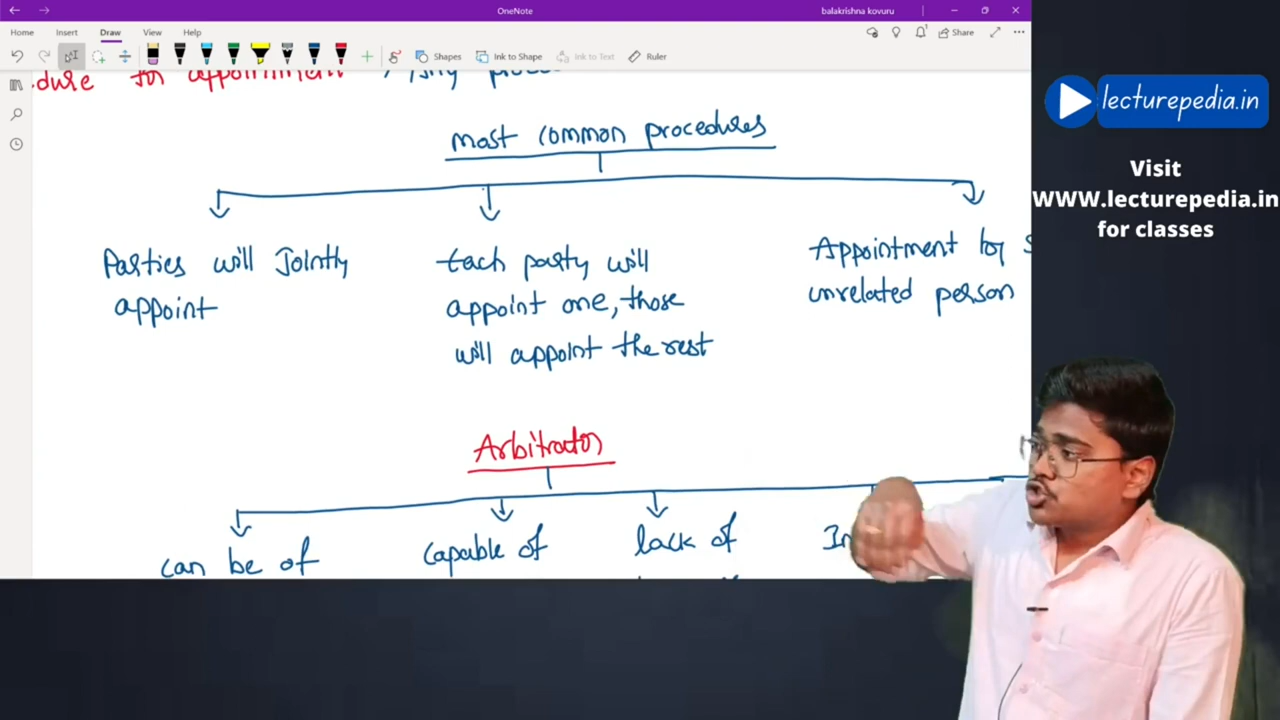 OneNote
balakrishna kovuru
Home Insert Draw View Help
Share
Shapes Ink to Shape Ink to Text Ruler
for appointment
most common procedures
Parties will Jointly
appoint
Each party will
appoint one, those
will appoint the rest
Appointment by
unrelated person
Arbitrator
can be of
capable of
lack of
lecturepedia.in
Visit
WWW.lecturepedia.in
for classes